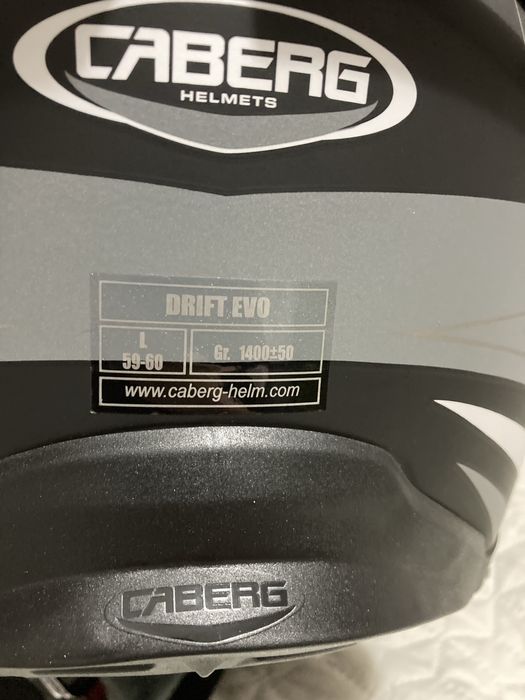 CABERG
HELMETS
DRIFT EVO
L
59-60
Gr. 1400±50
www.caberg-helm.com
CABERG